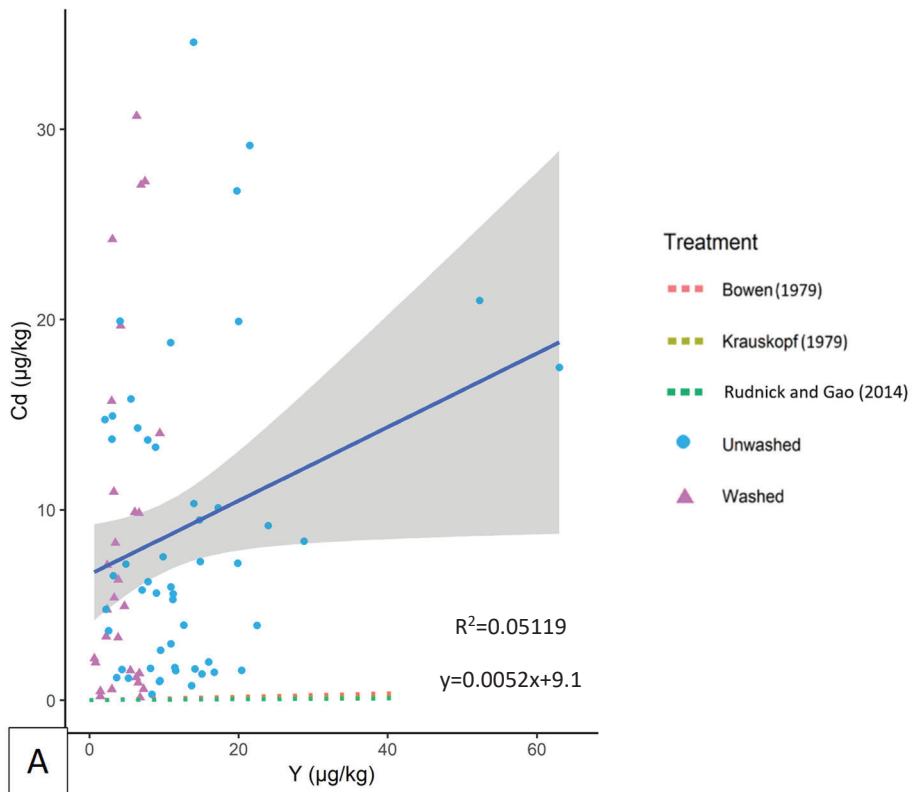 30
20
10
0
Cd (µg/kg)
R²=0.05119
y=0.0052x+9.1
0 20 40 60
Y (µg/kg)
A
Treatment
Bowen (1979)
Krauskopf (1979)
Rudnick and Gao (2014)
Unwashed
Washed